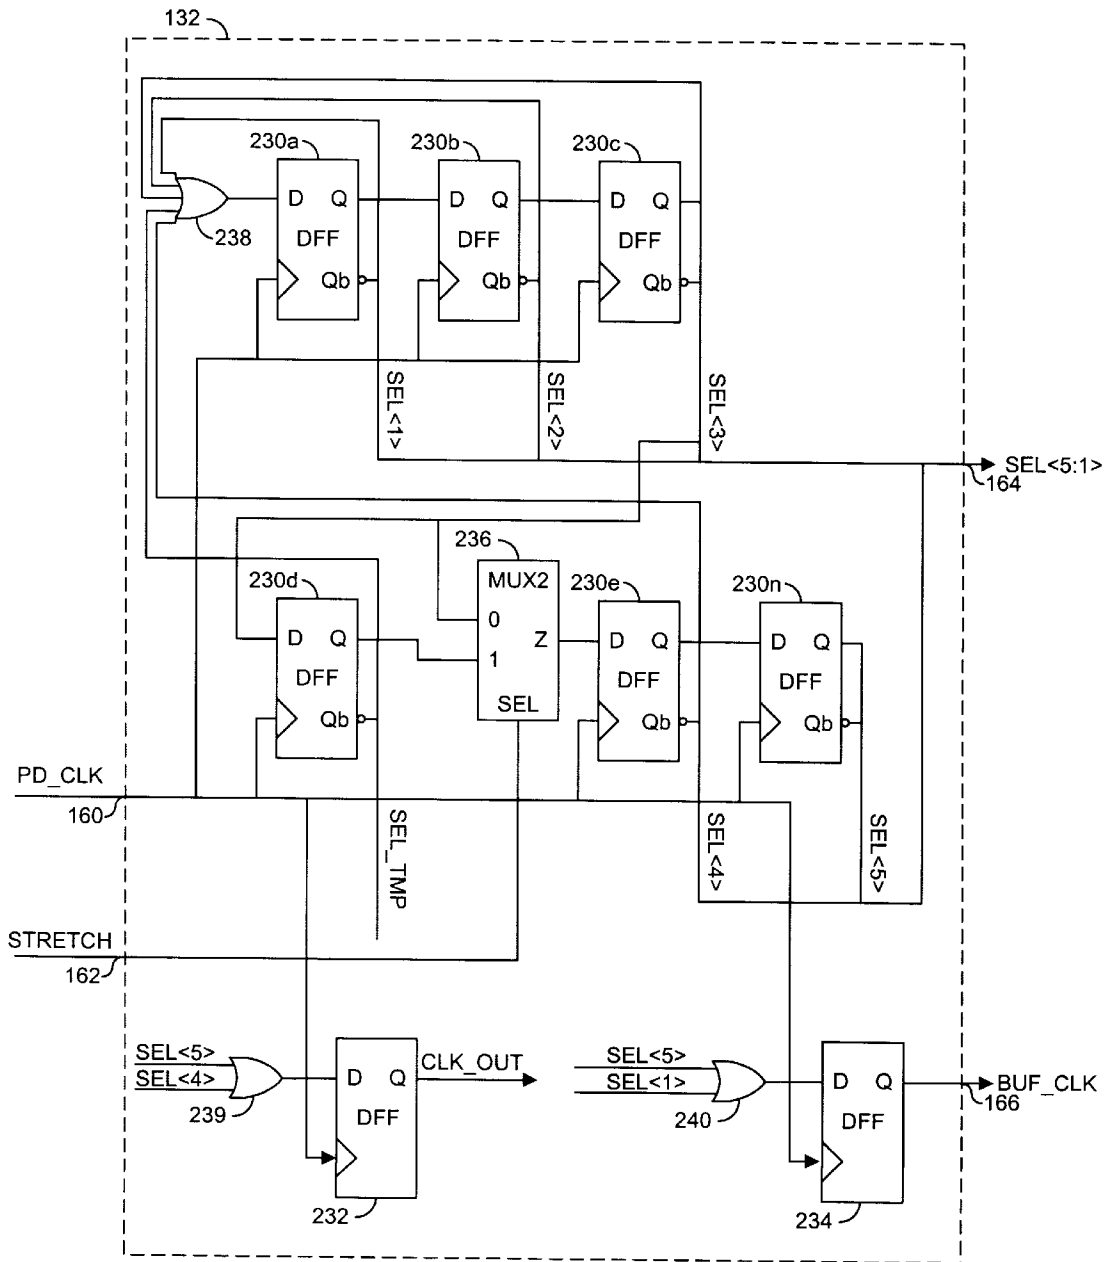 132
230a
230b
230c
D Q
DFF
Qb
D Q
DFF
Qb
D Q
DFF
Qb
238
SEL<1>
SEL<2>
SEL<3>
SEL<5:1>
164
236
230d
MUX2
0
1
Z
SEL
230e
230n
D Q
DFF
Qb
D Q
DFF
Qb
D Q
DFF
Qb
PD_CLK
160
SEL_TMP
SEL<4>
SEL<5>
STRETCH
162
SEL<5>
SEL<4>
239
D Q
DFF
CLK_OUT
232
SEL<5>
SEL<1>
240
D Q
DFF
BUF_CLK
166
234